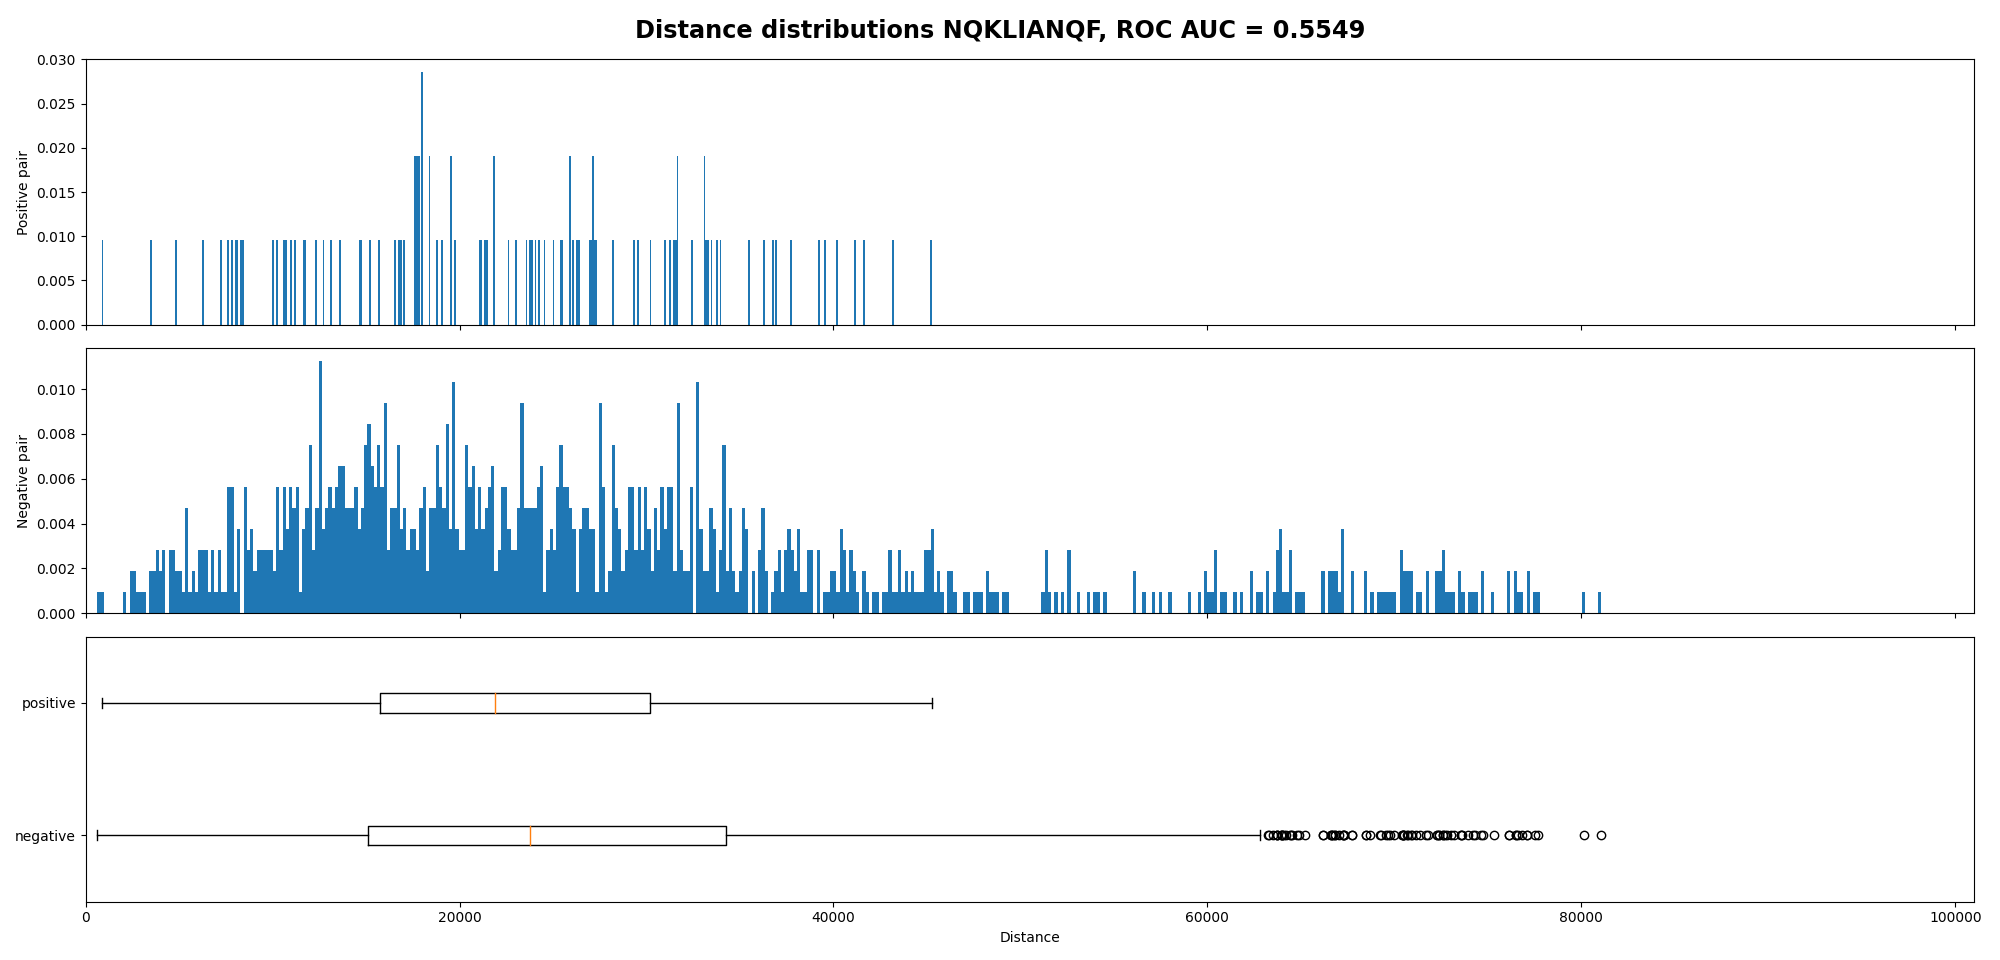 Distance distributions NQKLIANQF, ROC AUC = 0.5549
0.030
0.025
0.020
0.015
0.010
0.005
0.000
Positive pair
0.010
0.008
0.006
0.004
0.002
0.000
Negative pair
positive
negative
0 20000 40000 60000 80000 100000
Distance